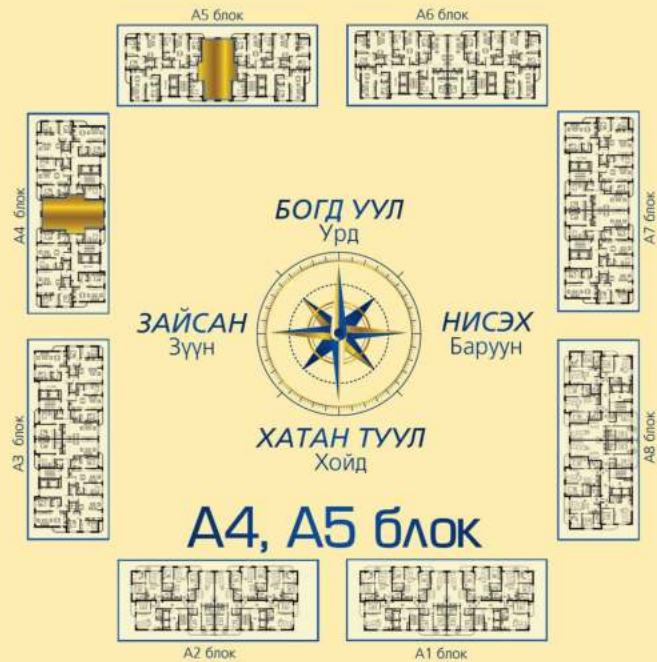 А5 блок
А6 блок
А4 блок
А7 блок
БОГД УУЛ
Урд
ЗАЙСАН
Зүүн
НИСЭХ
Баруун
ХАТАН ТУУЛ
Хойд
А3 блок
А8 блок
А4, А5 блок
А2 блок
А1 блок